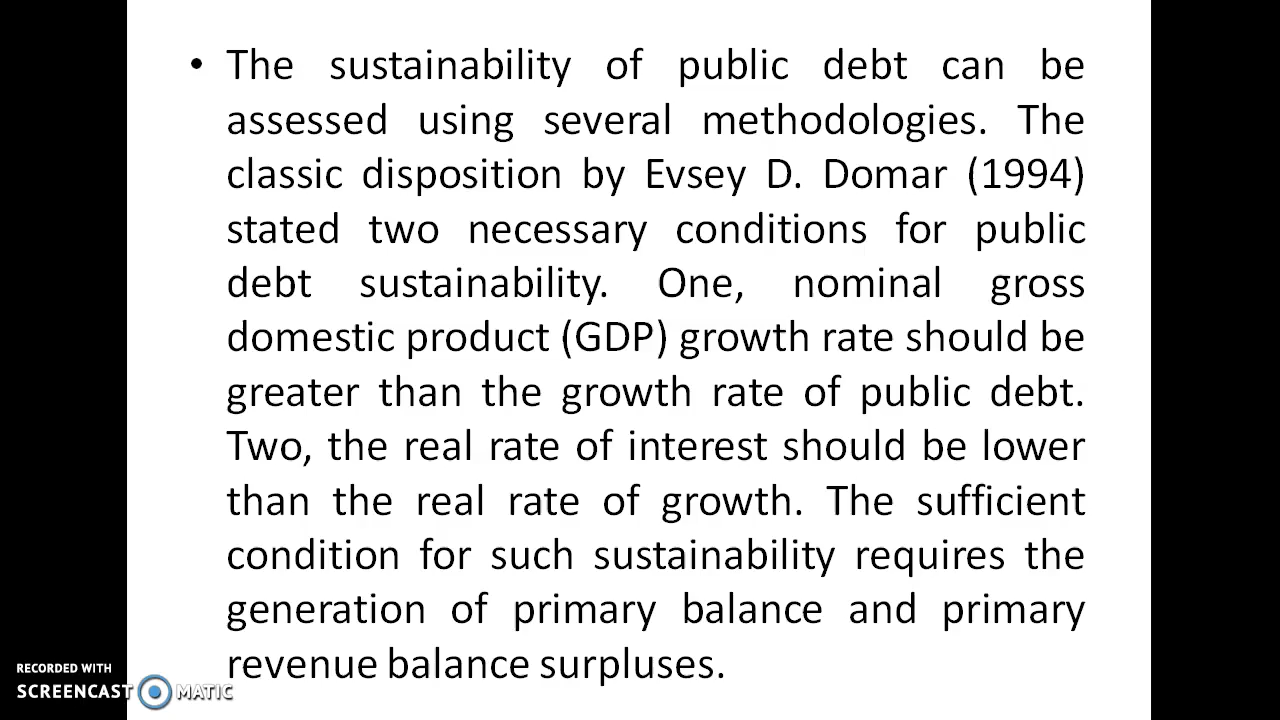 • The sustainability of public debt can be
assessed using several methodologies. The
classic disposition by Evsey D. Domar (1994)
stated two necessary conditions for public
debt sustainability. One, nominal gross
domestic product (GDP) growth rate should be
greater than the growth rate of public debt.
Two, the real rate of interest should be lower
than the real rate of growth. The sufficient
condition for such sustainability requires the
generation of primary balance and primary
revenue balance surpluses.
RECORDED WITH
SCREENCAST MATIC